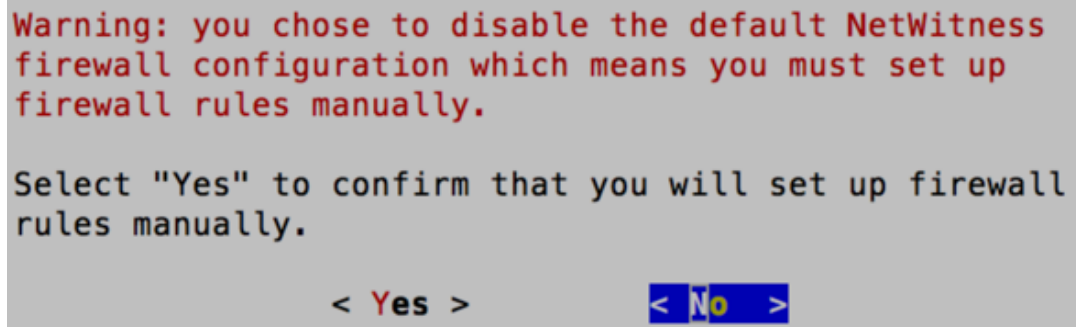 Warning: you chose to disable the default NetWitness
firewall configuration which means you must set up
firewall rules manually.
Select "Yes" to confirm that you will set up firewall
rules manually.
< Yes > < No >